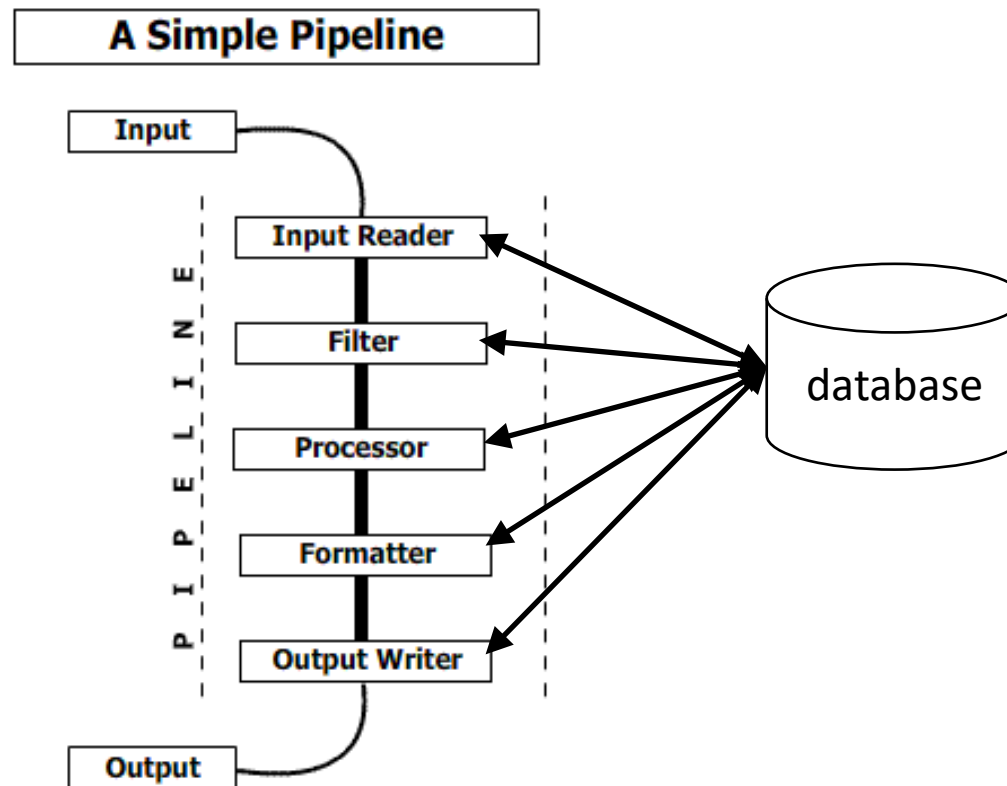 A Simple Pipeline
Input
Input Reader
Filter
Processor
Formatter
Output Writer
Output
PIPELINE
database